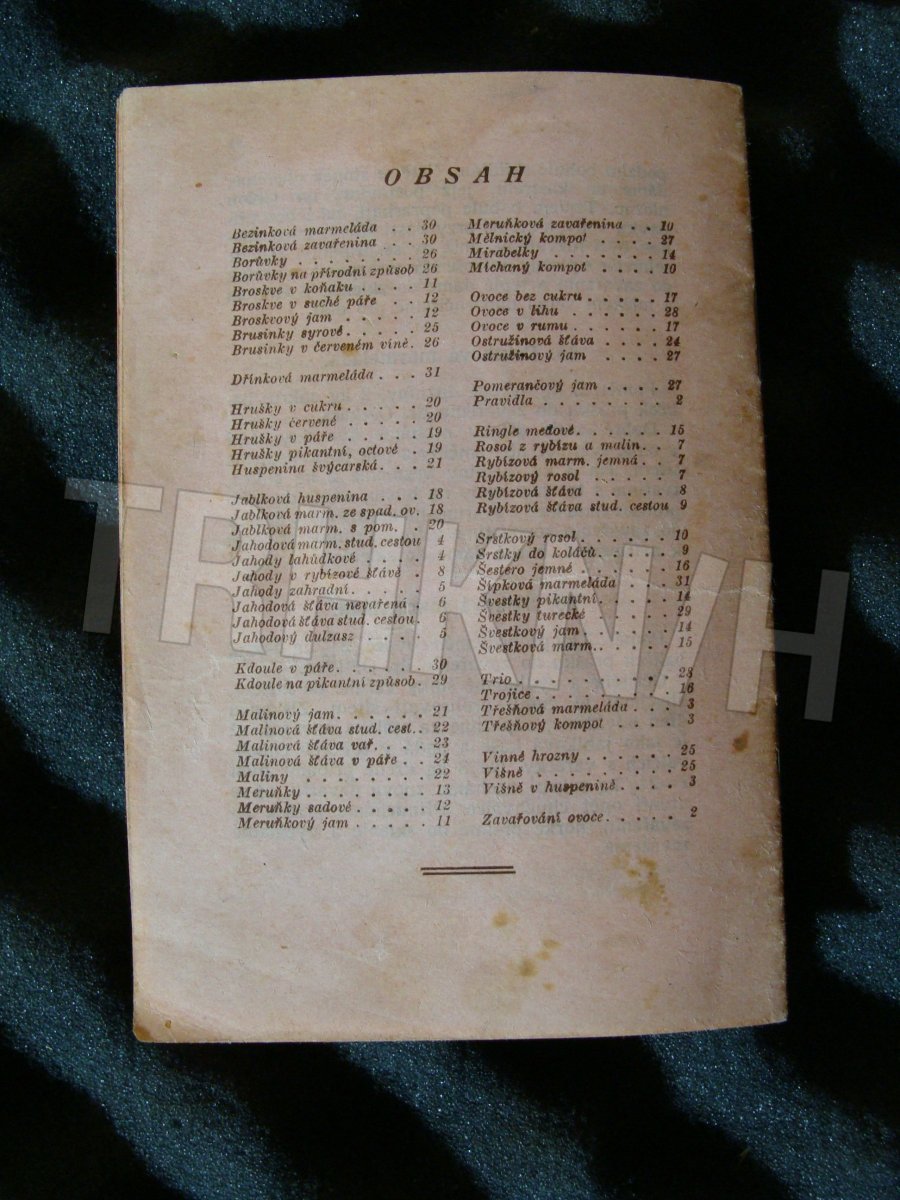 OBSAH
Bezinková marmeláda . . 30
Bezinková zavařenina . . 30
Borůvky . . . . . . . . 26
Borůvky na přírodní způsob 26
Broskve v koňaku . . . . 11
Broskve v suché páře . . 12
Broskvový jam . . . . . 12
Brusinky syrové . . . . . 25
Brusinky v červeném víně . 26
Dřínková marmeláda . . . 31
Hrušky v cukru . . . . . 20
Hrušky červené . . . . . 20
Hrušky v páře . . . . . 19
Hrušky pikantní, octové . 19
Huspenina švýcarská . . . 21
Jablková huspenina . . . 18
Jablková marm. ze spad. ov. 18
Jablková marm. s pom. . 20
Jahodová marm. stud. cestou 4
Jahody lahůdkové . . . . 4
Jahody v rybízové šťávě . 8
Jahody zahradní . . . . . 5
Jahodová šťáva nevařená . 6
Jahodová šťáva stud. cestou . 6
Jahodový dulzasz . . . . 5
Kdoule v páře . . . . . . 30
Kdoule na pikantní způsob . 29
Malinový jam . . . . . . 21
Malinová šťáva stud. cest. . 22
Malinová šťáva vař. . . . 23
Malinová šťáva v páře . . 24
Maliny . . . . . . . . 22
Meruňky . . . . . . . 13
Meruňky sadové . . . . . 12
Meruňkový jam . . . . . 11
Meruňková zavařenina . . 10
Mělnický kompot . . . . 27
Mirabelky . . . . . . . 14
Míchaný kompot . . . . 10
Ovoce bez cukru . . . . . 17
Ovoce v lihu . . . . . . 28
Ovoce v rumu . . . . . . 17
Ostružinová šťáva . . . . 24
Ostružinový jam . . . . 27
Pomerančový jam . . . . 27
Pravidla . . . . . . . . 2
Ringle medové . . . . . . 15
Rosol z rybízu a malin . . 7
Rybízová marm. jemná . . 7
Rybízový rosol . . . . . 7
Rybízová šťáva . . . . . 8
Rybízová šťáva stud. cestou 9
Srstkový rosol . . . . . 10
Srstky do koláčů . . . . . 9
Šestero jemné . . . . . . 16
Šípková marmeláda . . . 31
Švestky pikantní . . . . . 14
Švestky turecké . . . . . 29
Švestkový jam . . . . . 14
Švestková marm. . . . . . 15
Trio . . . . . . . . . 28
Trojice . . . . . . . . 16
Třešňová marmeláda . . . 3
Třešňový kompot . . . . 3
Vinné hrozny . . . . . . 25
Višně . . . . . . . . . 25
Višně v huspenině . . . . 3
Zavařování ovoce . . . . . 2